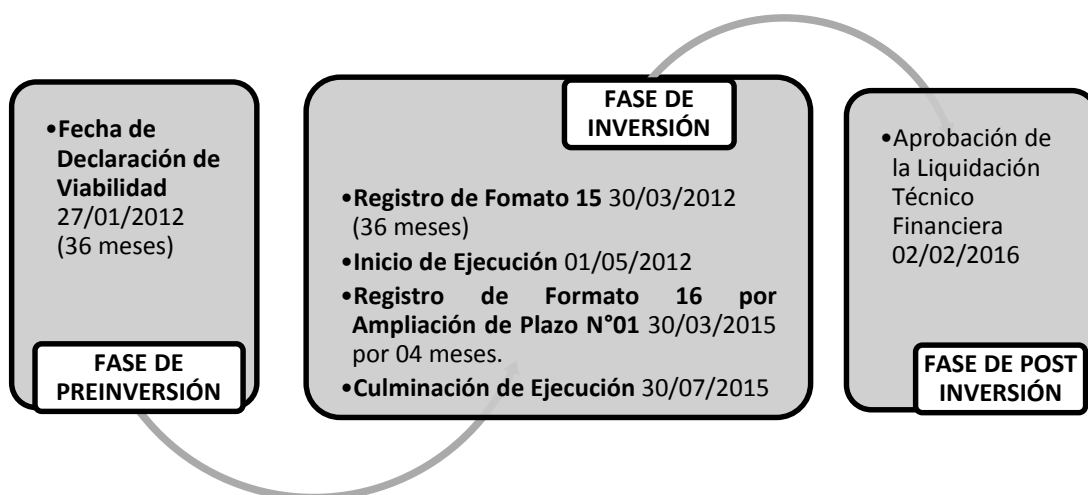 •Fecha de
Declaración de
Viabilidad
27/01/2012
(36 meses)
FASE DE
PREINVERSIÓN
FASE DE
INVERSIÓN
•Registro de Fomato 15 30/03/2012
(36 meses)
•Inicio de Ejecución 01/05/2012
•Registro de Formato 16 por
Ampliación de Plazo N°01 30/03/2015
por 04 meses.
•Culminación de Ejecución 30/07/2015
•Aprobación de
la Liquidación
Técnico
Financiera
02/02/2016
FASE DE POST
INVERSIÓN